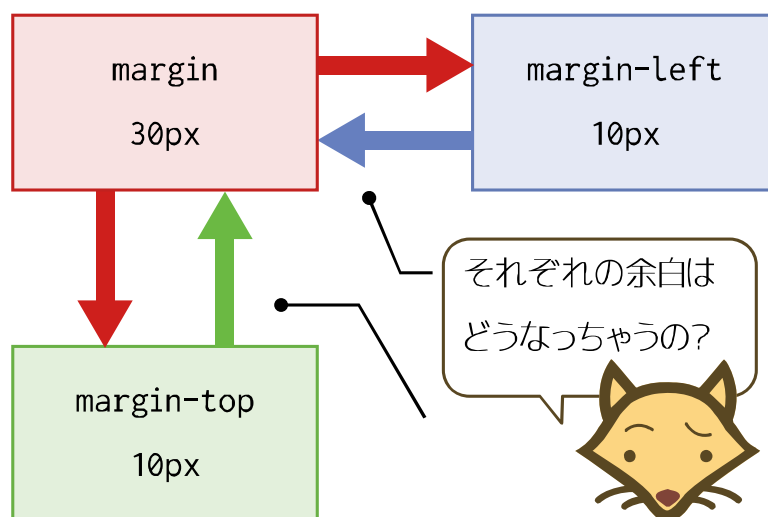 margin
30px
margin-left
10px
それぞれの余白は
どうなっちゃうの?
margin-top
10px